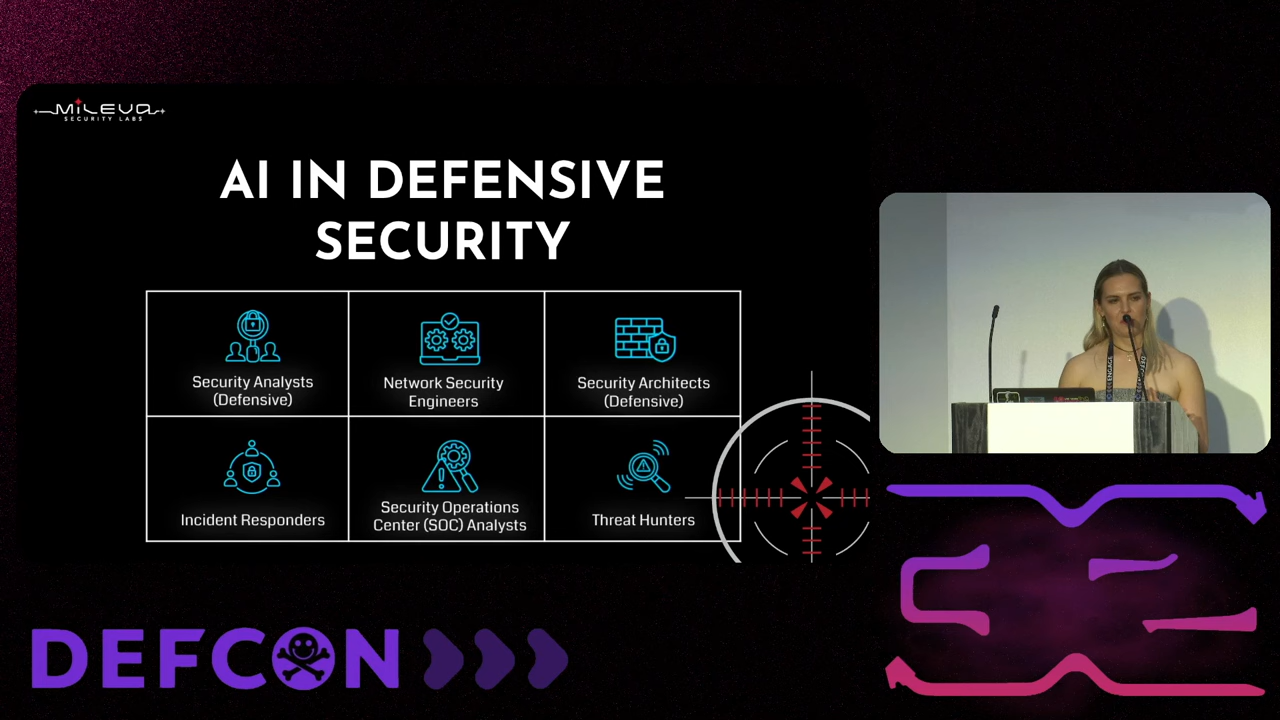 MiLEVA
SECURITY LABS
AI IN DEFENSIVE
SECURITY
Security Analysts
(Defensive)
Network Security
Engineers
Security Architects
(Defensive)
Incident Responders
Security Operations
Center (SOC) Analysts
Threat Hunters
ENGAGE
DEFCON